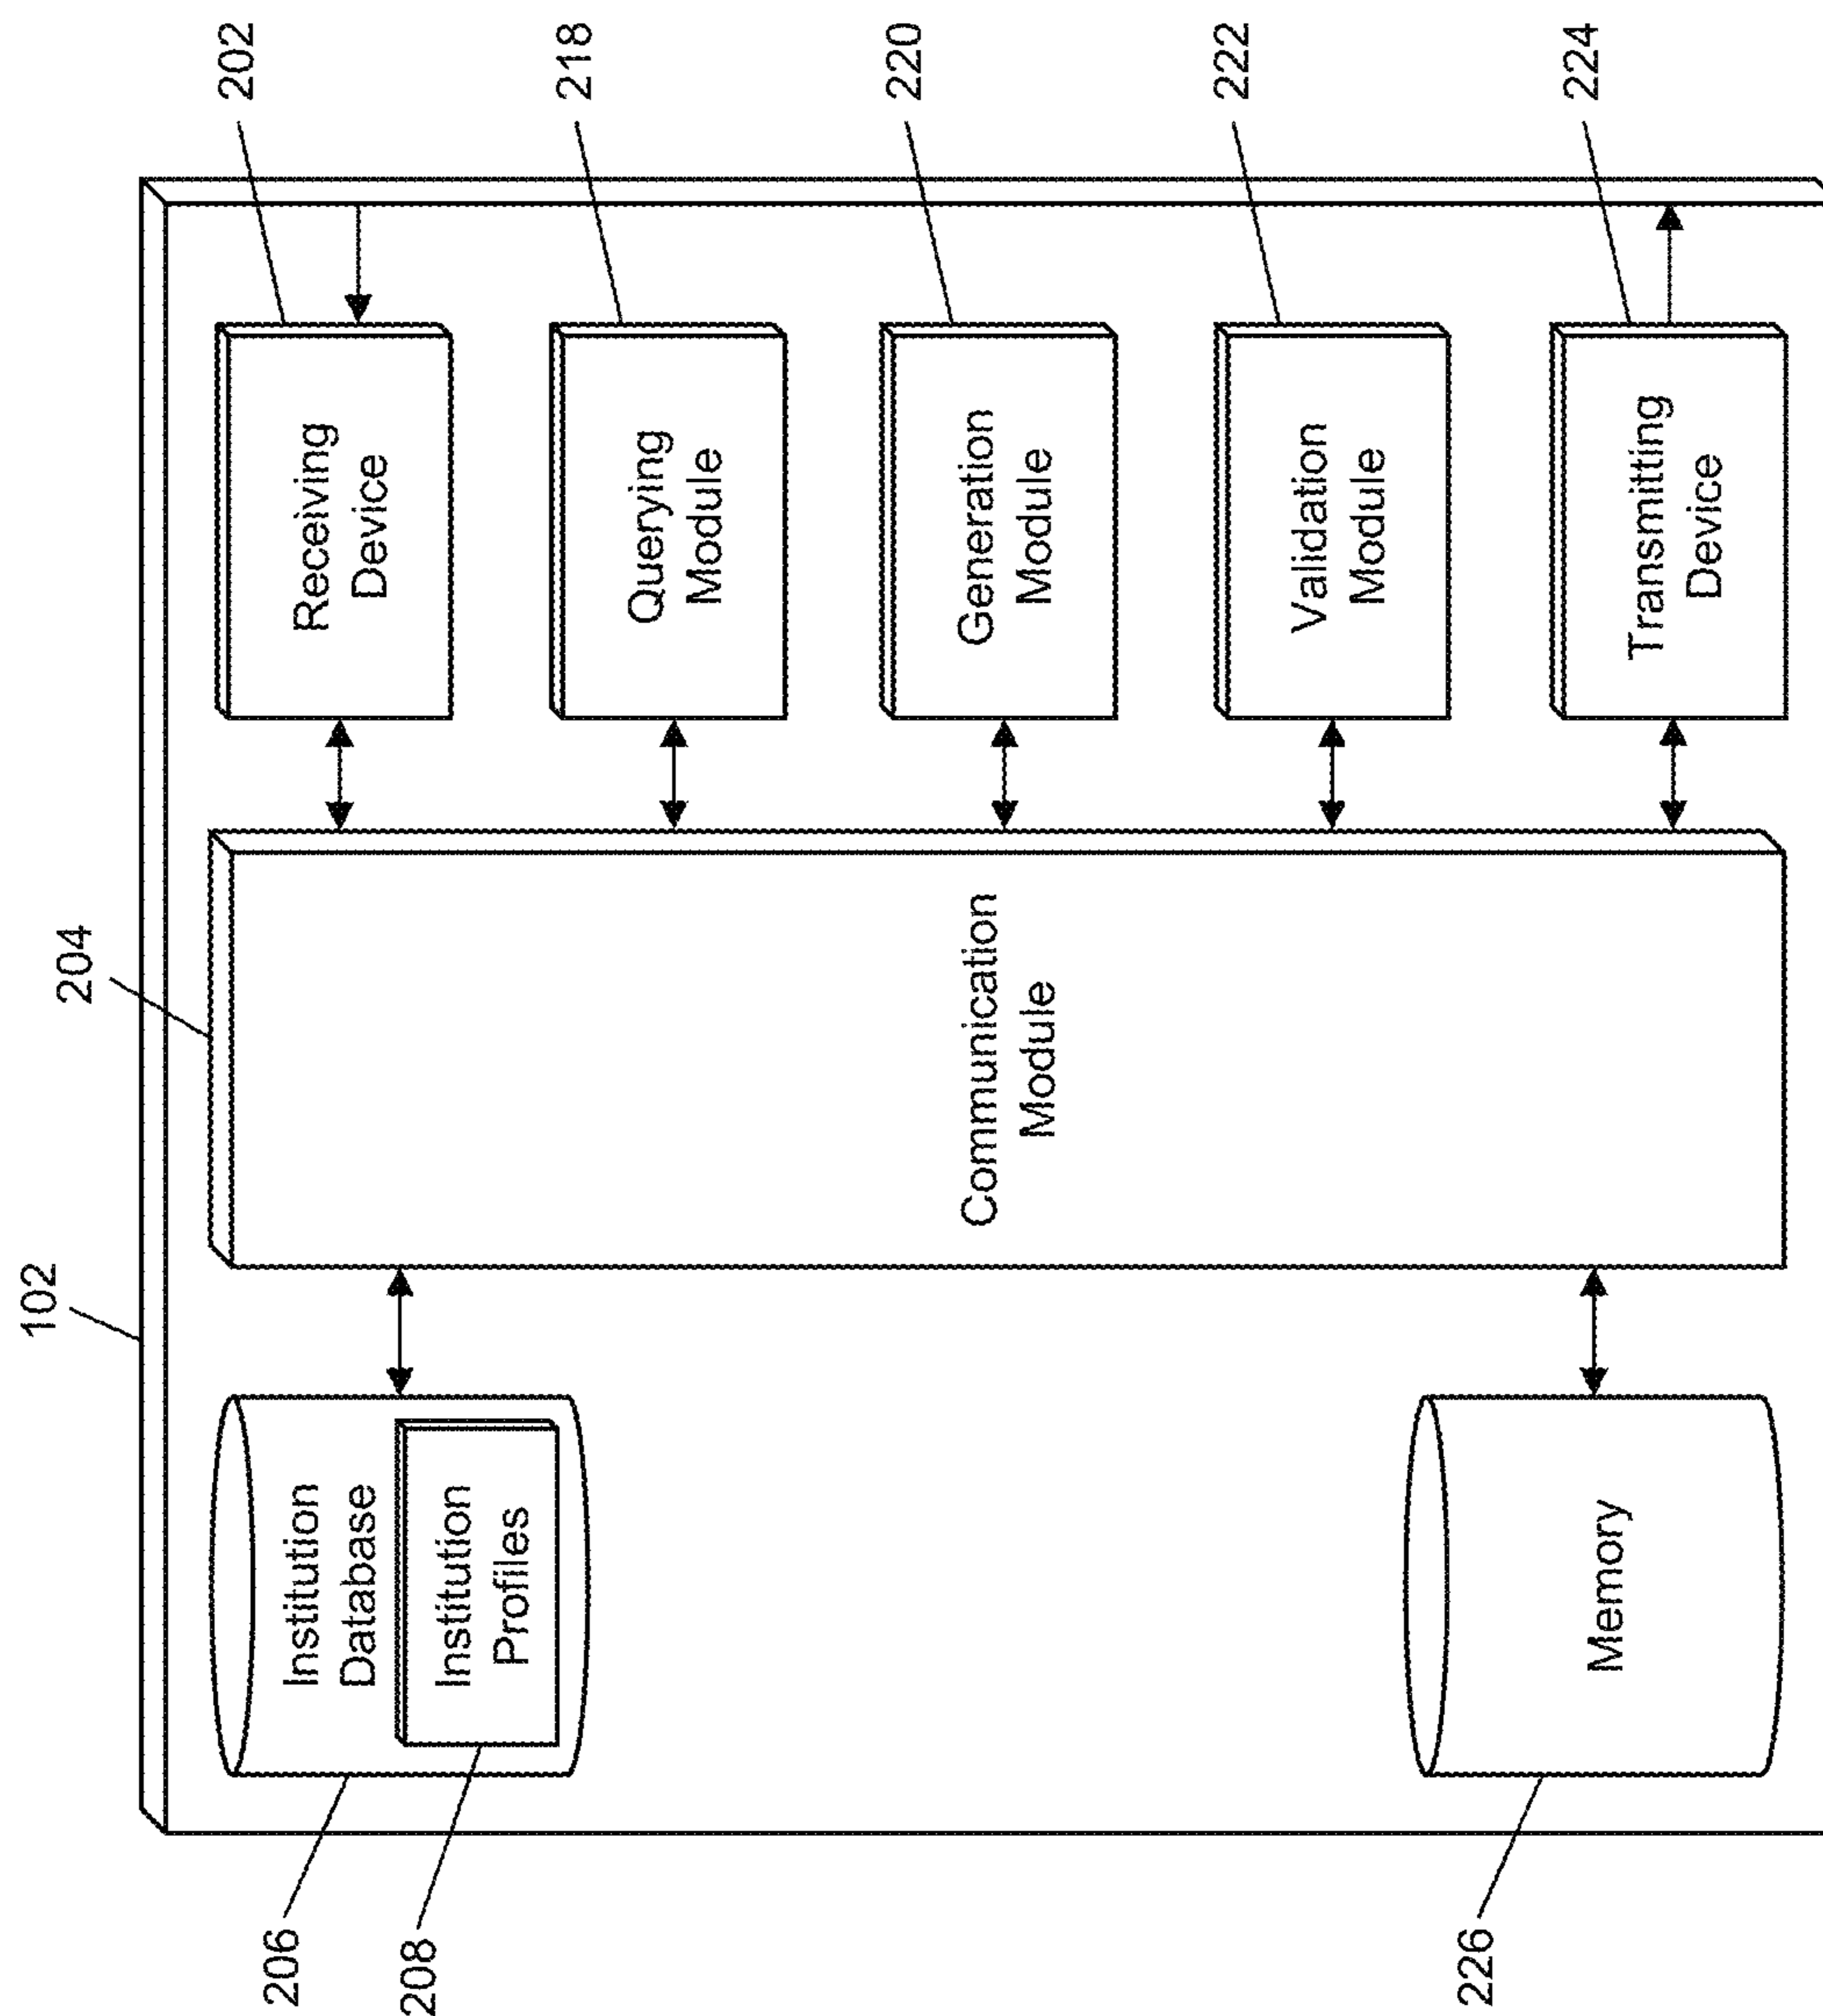 102
204
206
Institution
Database
208
Institution
Profiles
226
Memory
Communication
Module
Receiving
Device
202
Querying
Module
218
Generation
Module
220
Validation
Module
222
Transmitting
Device
224